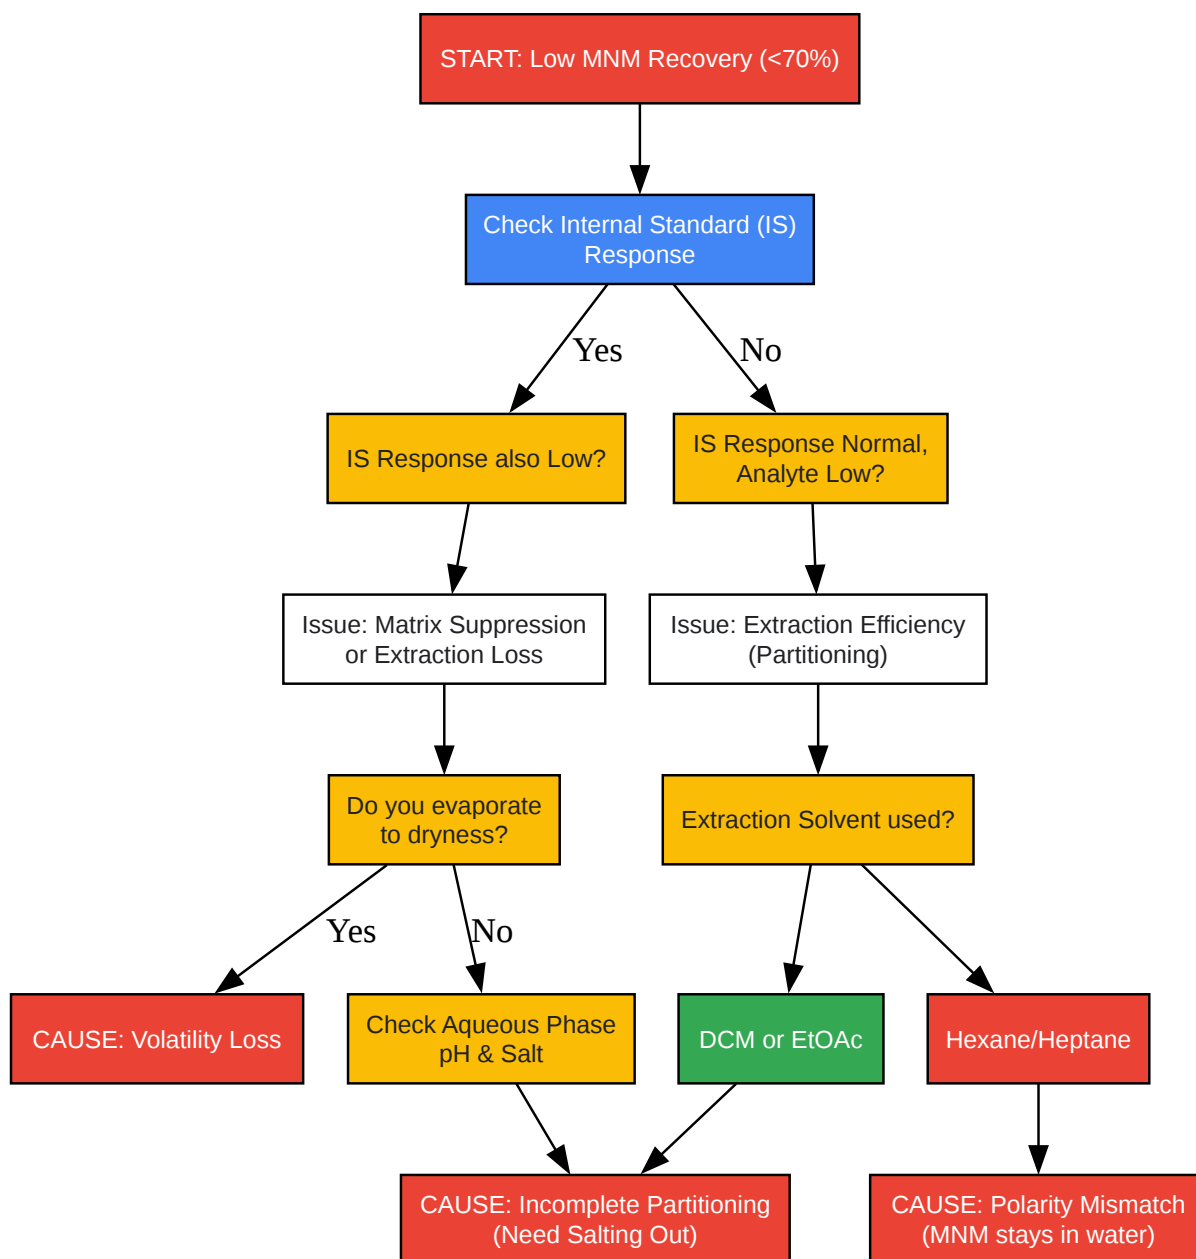 START: Low MNM Recovery (<70%)
Check Internal Standard (IS)
Response
Yes
No
IS Response also Low?
IS Response Normal,
Analyte Low?
Issue: Matrix Suppression
or Extraction Loss
Issue: Extraction Efficiency
(Partitioning)
Do you evaporate
to dryness?
Extraction Solvent used?
Yes
No
CAUSE: Volatility Loss
Check Aqueous Phase
pH & Salt
DCM or EtOAc
Hexane/Heptane
CAUSE: Incomplete Partitioning
(Need Salting Out)
CAUSE: Polarity Mismatch
(MNM stays in water)